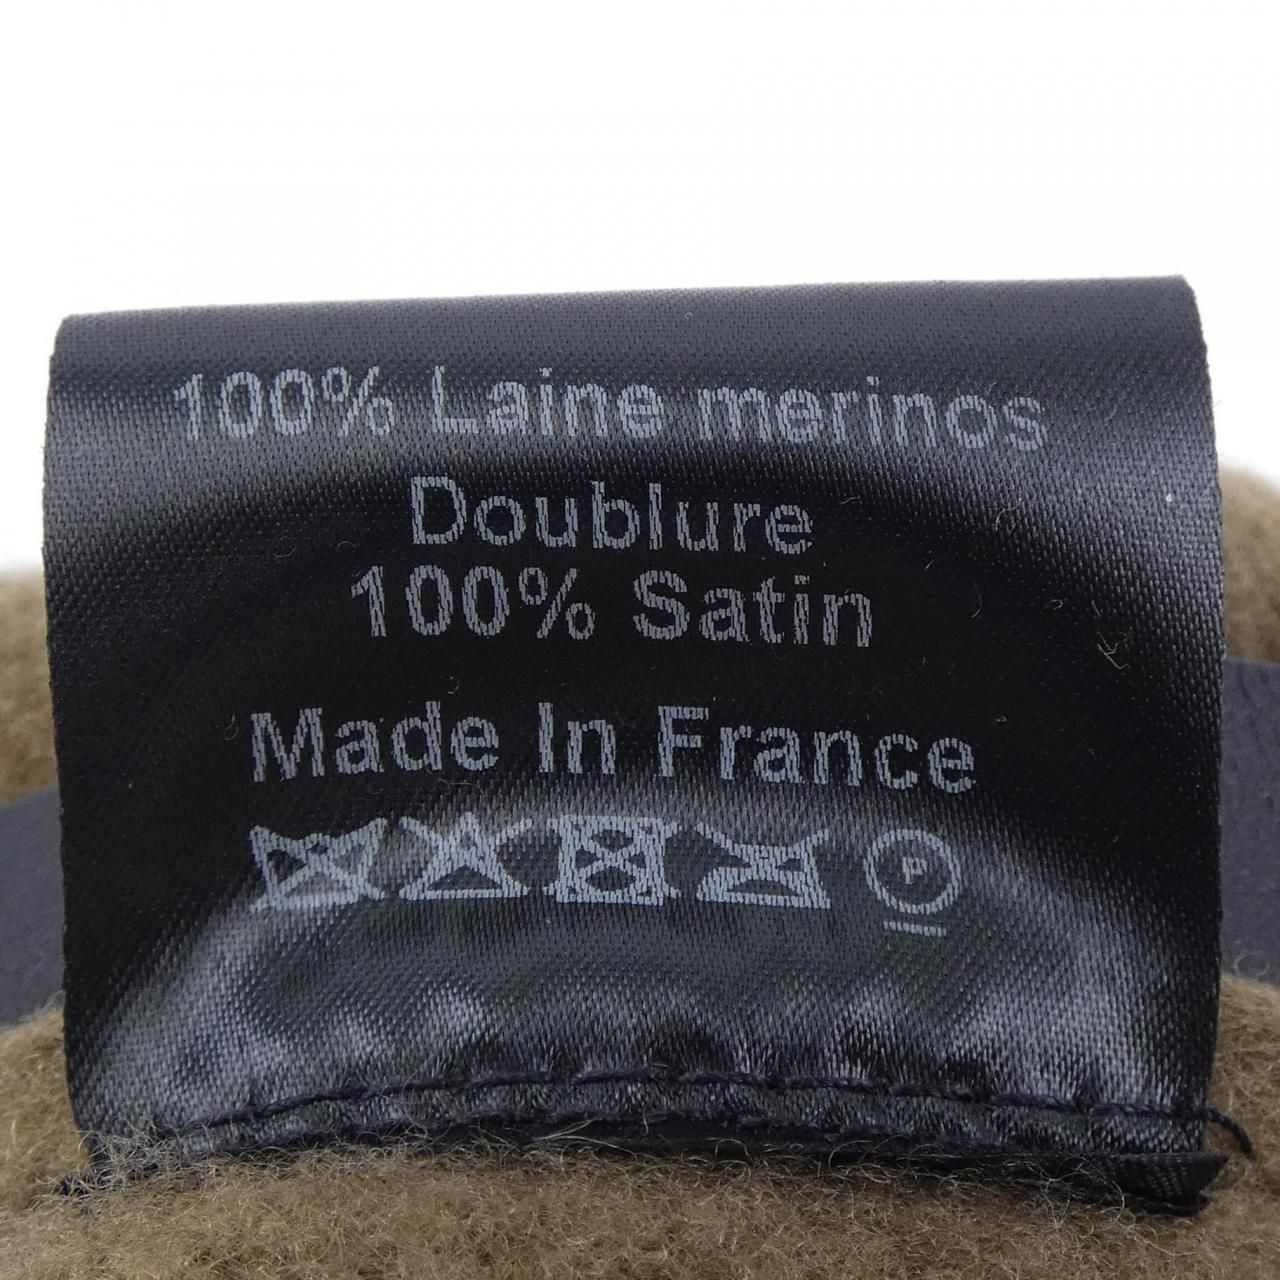 100% Laine merinos
Doublure
100% Satin
Made In France
P